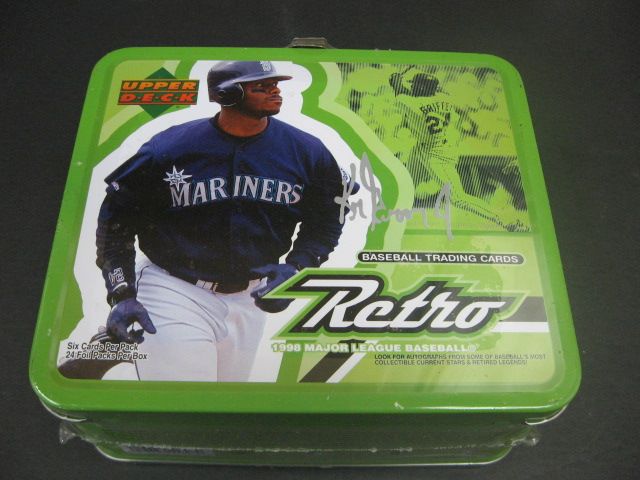 UPPER
DECK
GRIFFEY
24
MARINERS
24
BASEBALL TRADING CARDS
Retro
1998 MAJOR LEAGUE BASEBALL®
Six Cards Per Pack
24 Foil Packs Per Box
LOOK FOR AUTOGRAPHS FROM SOME OF BASEBALL'S MOST
COLLECTIBLE CURRENT STARS & RETIRED LEGENDS!